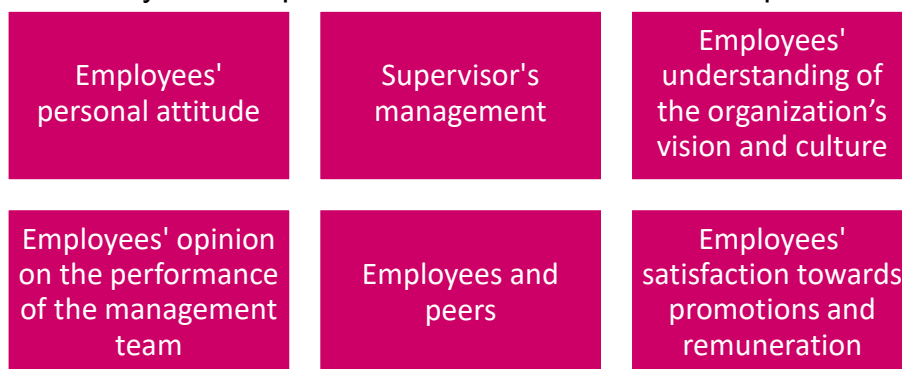 Employees'
personal attitude
Supervisor's
management
Employees'
understanding of
the organization’s
vision and culture
Employees' opinion
on the performance
of the management
team
Employees and
peers
Employees'
satisfaction towards
promotions and
remuneration